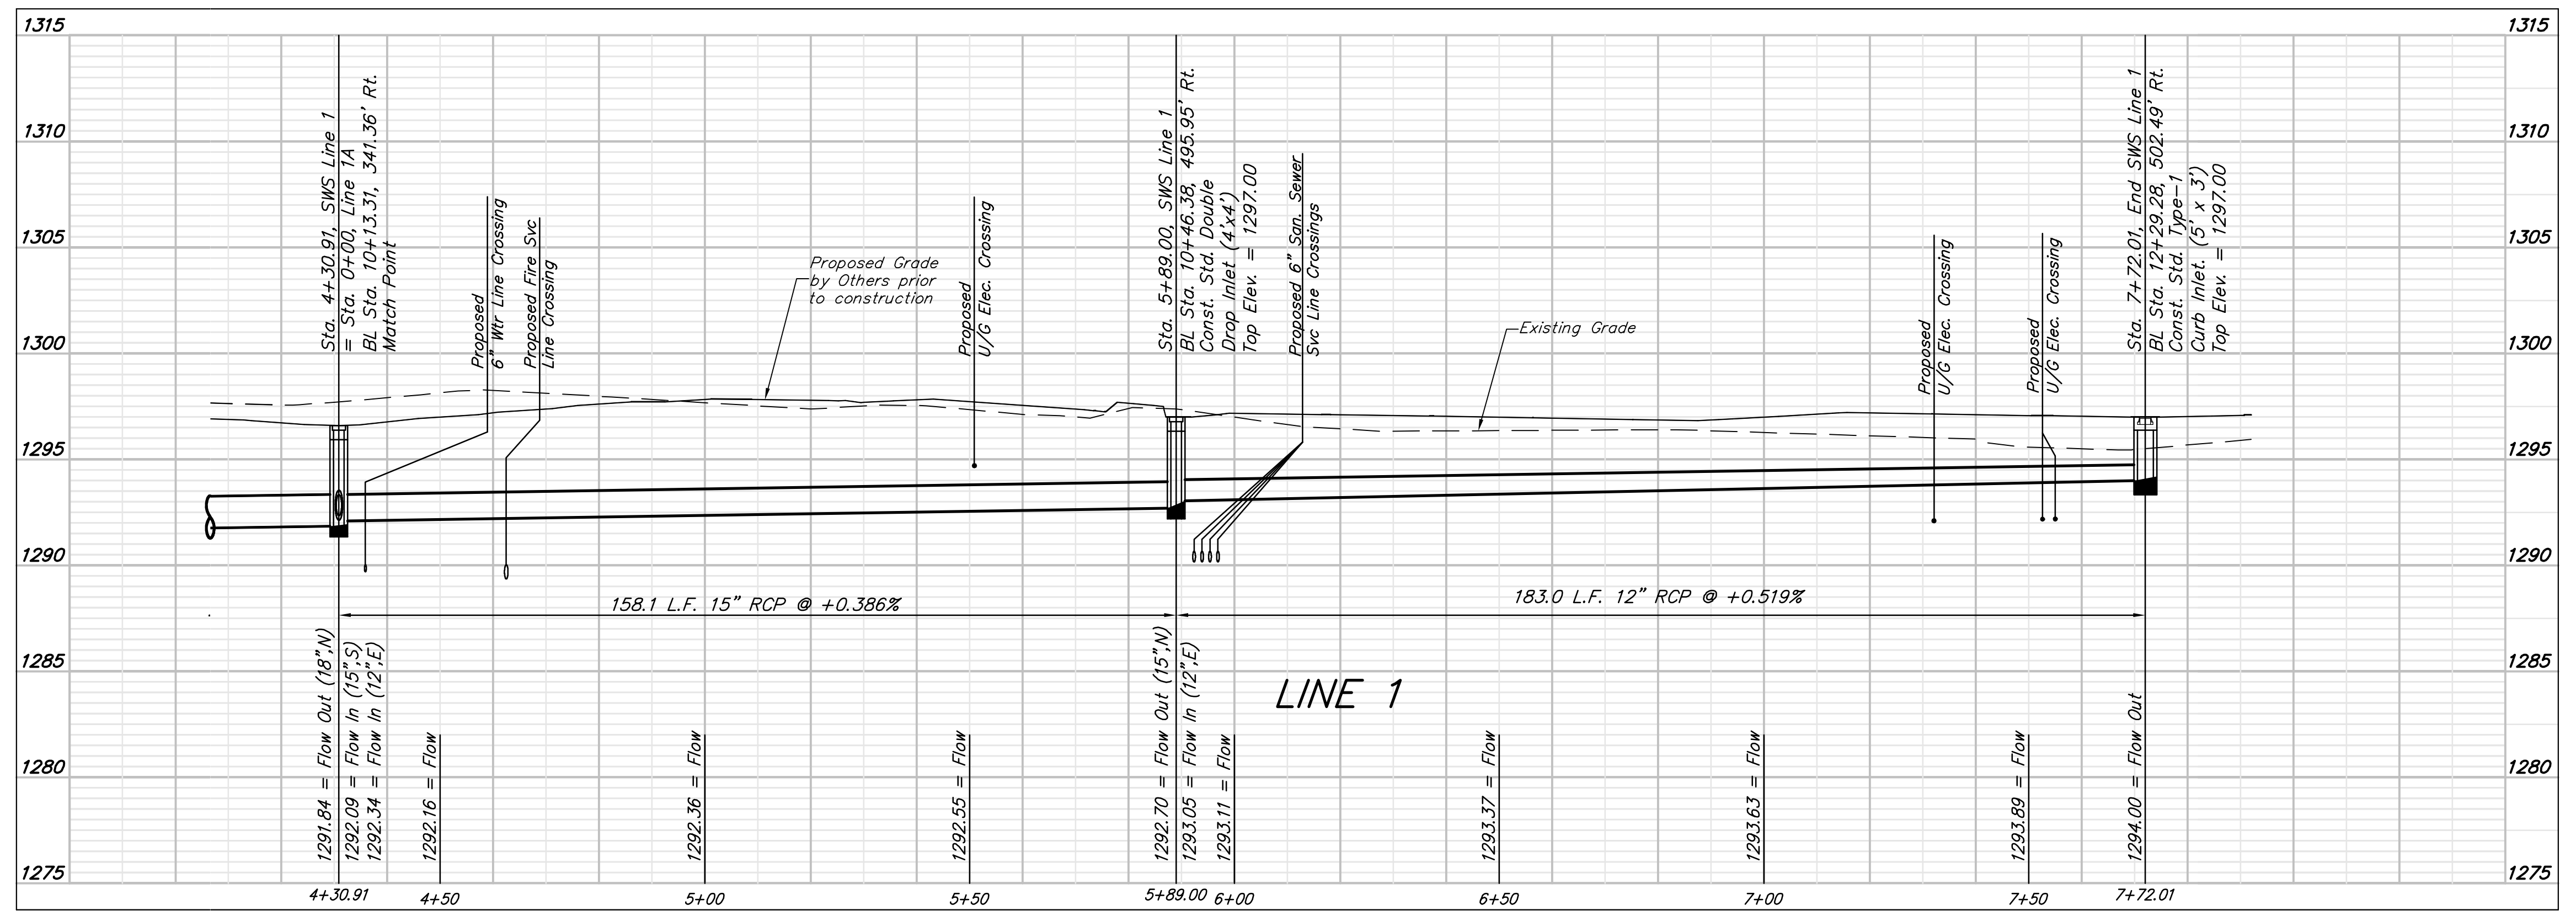 1315
1310
1305
1300
1295
1290
1285
1280
1275
Sta. 4+30.91, SWS Line 1
= Sta. 0+00, Line 1A
BL Sta. 10+13.31, 341.36' Rt.
Match Point
Proposed
6" Wtr Line Crossing
Proposed Fire Svc
Line Crossing
Proposed Grade
by Others prior
to construction
Proposed
U/G Elec. Crossing
Sta. 5+89.00, SWS Line 1
BL Sta. 10+46.38, 495.95' Rt.
Const. Std. Double
Drop Inlet (4'x4')
Top Elev. = 1297.00
Proposed 6" San. Sewer
Svc Line Crossings
Existing Grade
Proposed
U/G Elec. Crossing
Proposed
U/G Elec. Crossing
Sta. 7+72.01, End SWS Line 1
BL Sta. 12+29.28, 502.49' Rt.
Const. Std. Type-1
Curb Inlet. (5' x 3')
Top Elev. = 1297.00
1315
1310
1305
1300
1295
1290
1285
1280
1275
158.1 L.F. 15" RCP @ +0.386%
183.0 L.F. 12" RCP @ +0.519%
LINE 1
1291.84 = Flow Out (18",N)
1292.09 = Flow In (15",S)
1292.34 = Flow In (12",E)
1292.16 = Flow
1292.36 = Flow
1292.55 = Flow
1292.70 = Flow Out (15",N)
1293.05 = Flow In (12",E)
1293.11 = Flow
1293.37 = Flow
1293.63 = Flow
1293.89 = Flow
1294.00 = Flow Out
4+30.91
4+50
5+00
5+50
5+89.00
6+00
6+50
7+00
7+50
7+72.01